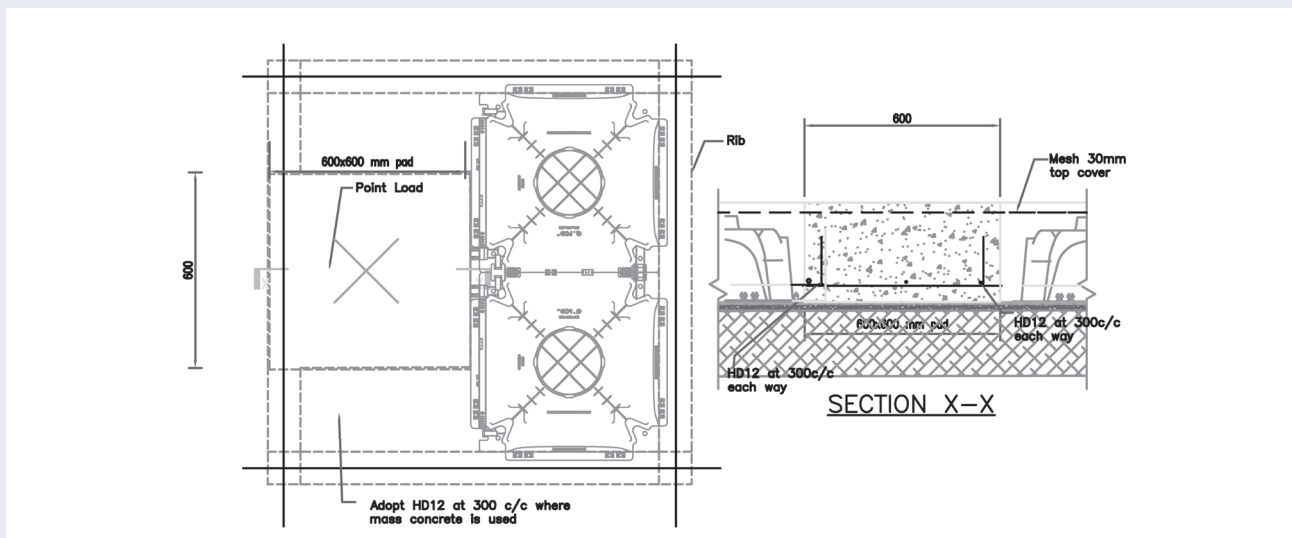 600x600 mm pad
Point Load
600
Rib
Adopt HD12 at 300 c/c where
mass concrete is used
600
Mesh 30mm
top cover
600x600 mm pad
HD12 at 300c/c
each way
HD12 at 300c/c
each way
SECTION X-X